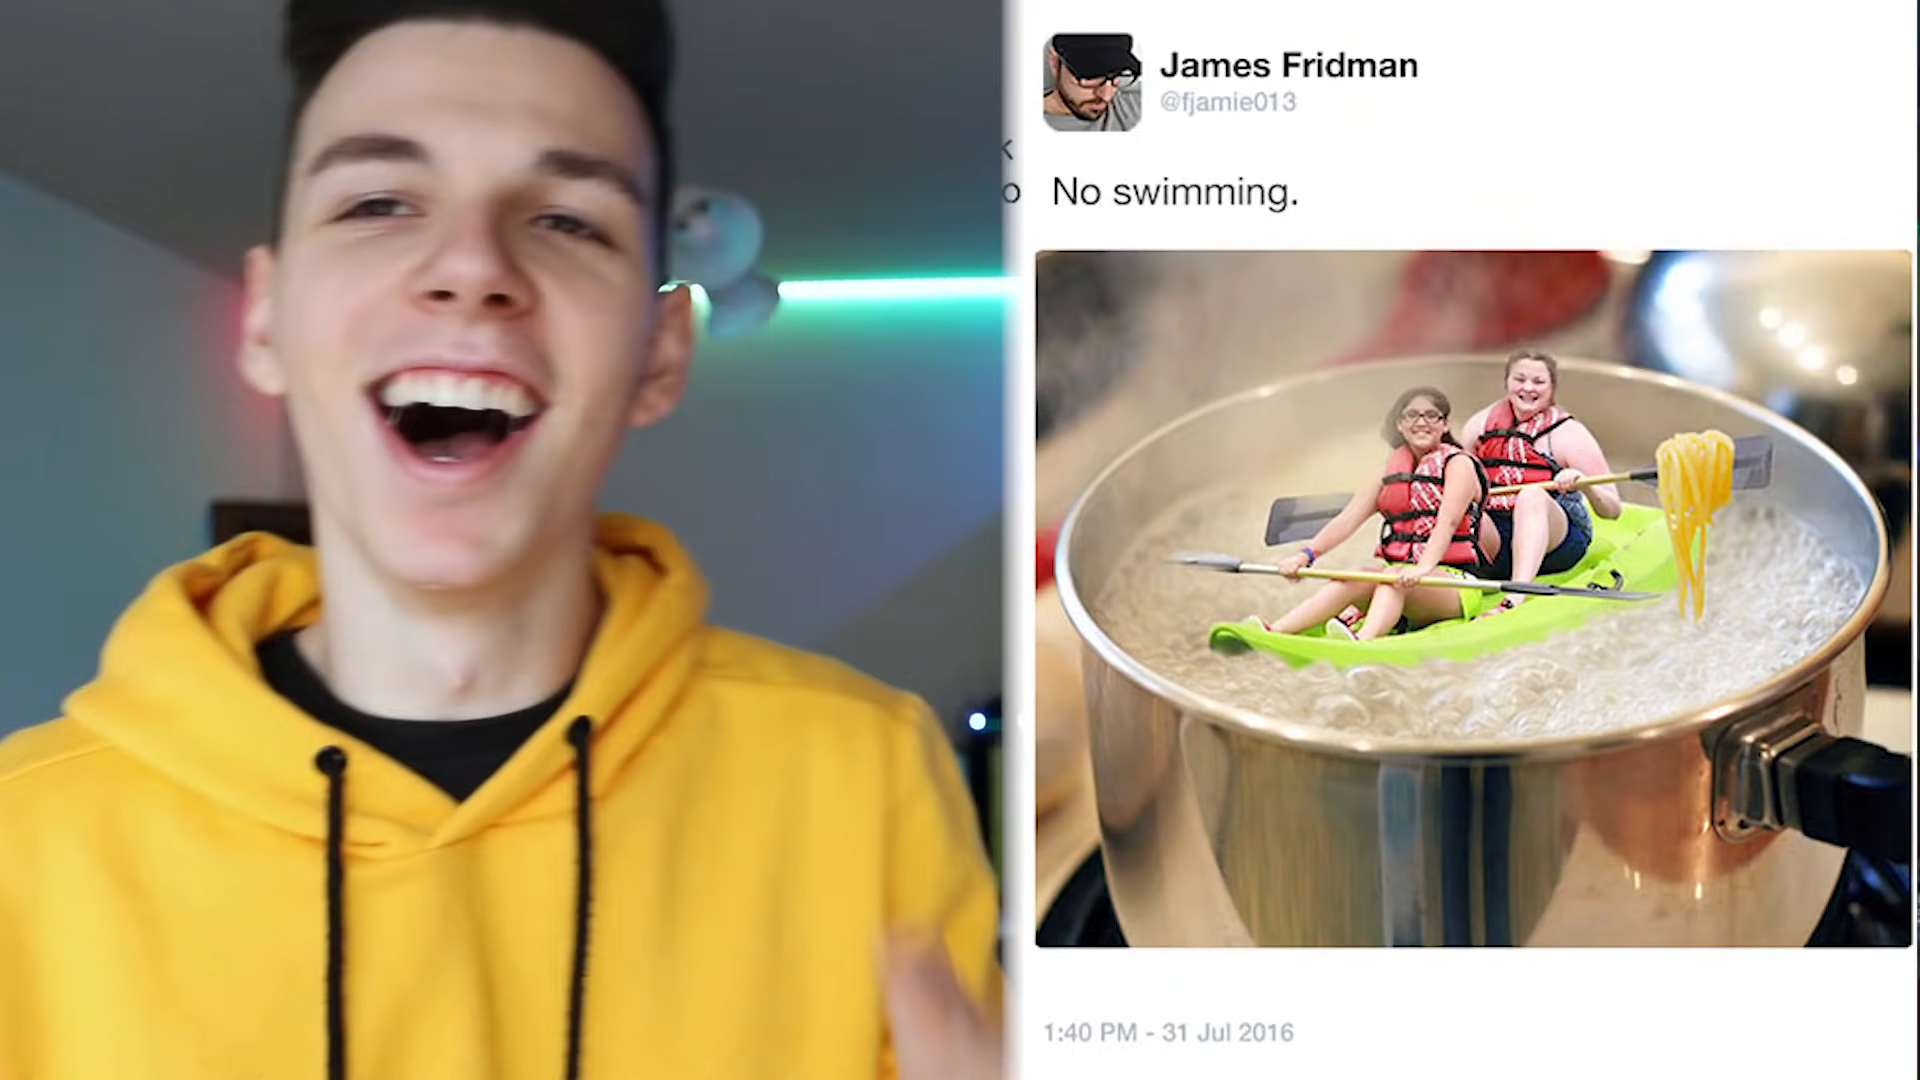 James Fridman
@fjamie013
k
o
No swimming.
1:40 PM - 31 Jul 2016